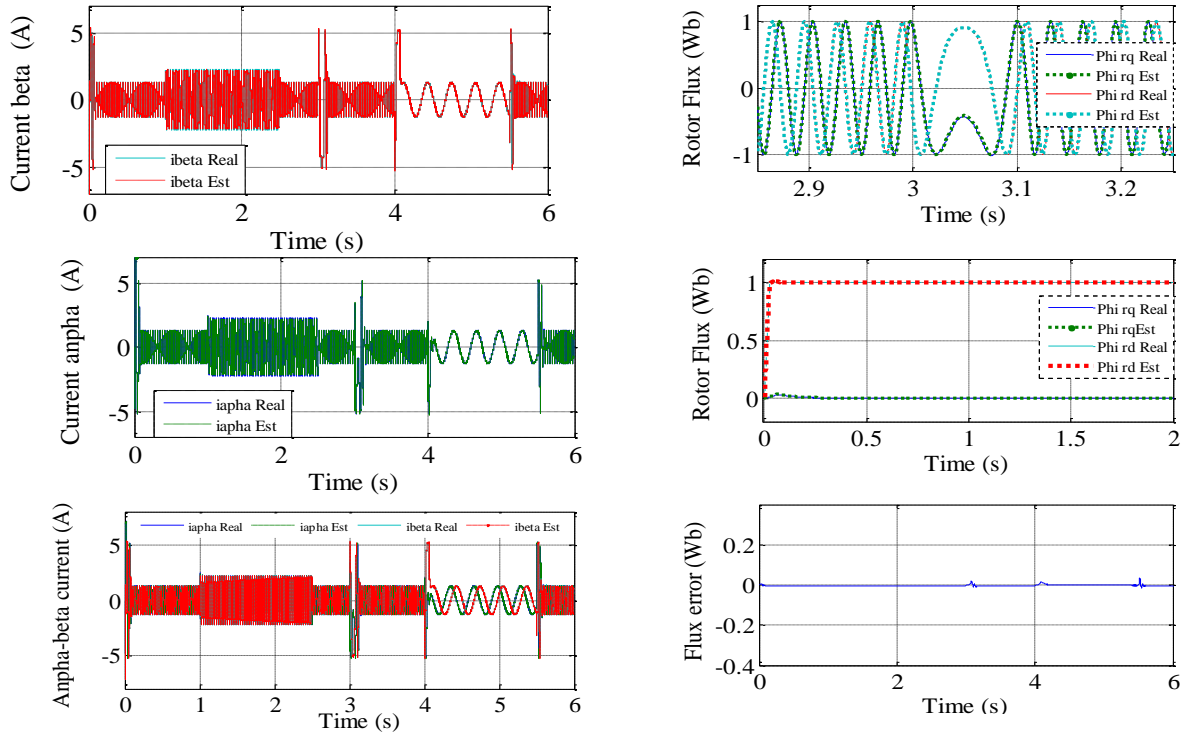 Current beta (A)
5
0
-5
ibeta Real
ibeta Est
0
2
4
6
Time (s)
Rotor Flux (Wb)
1
0
-1
Phi rq Real
Phi rq Est
Phi rd Real
Phi rd Est
2.9
3
3.1
3.2
Time (s)
Current anpha (A)
5
0
-5
iapha Real
iapha Est
0
2
4
6
Time (s)
Rotor Flux (Wb)
1
0.5
0
Phi rq Real
Phi rqEst
Phi rd Real
Phi rd Est
0
0.5
1
1.5
2
Time (s)
Anpha-beta current (A)
iapha Real
iapha Est
ibeta Real
ibeta Est
5
0
-5
0
1
2
3
4
5
6
Time (s)
Flux error (Wb)
0.2
0
-0.2
-0.4
0
2
4
6
Time (s)